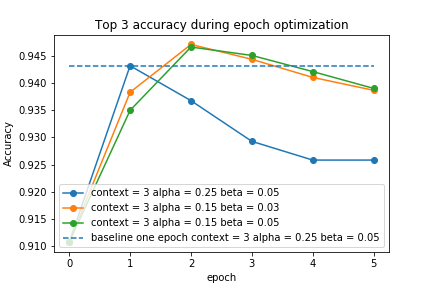 Top 3 accuracy during epoch optimization
Accuracy
0.945
0.940
0.935
0.930
0.925
0.920
0.915
0.910
context = 3 alpha = 0.25 beta = 0.05
context = 3 alpha = 0.15 beta = 0.03
context = 3 alpha = 0.15 beta = 0.05
baseline one epoch context = 3 alpha = 0.25 beta = 0.05
0 1 2 3 4 5
epoch